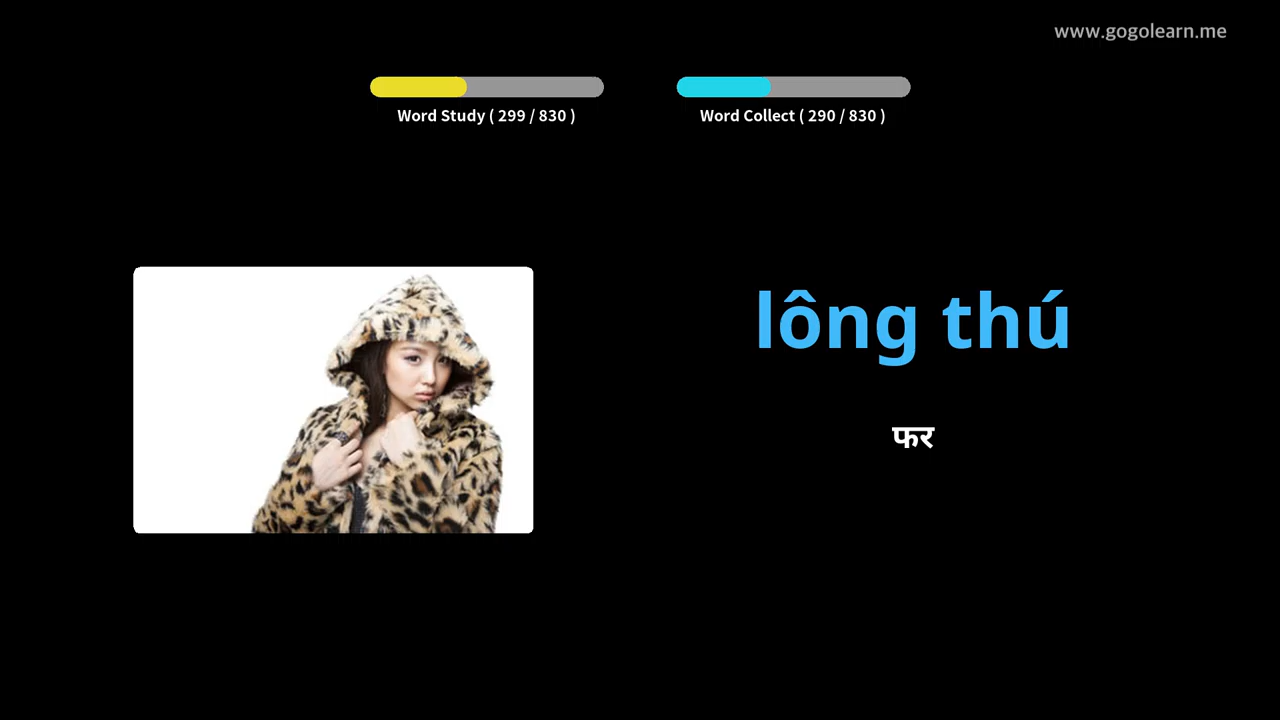 www.gogolearn.me
Word Study ( 299 / 830 )
Word Collect ( 290 / 830 )
lông thú
फर